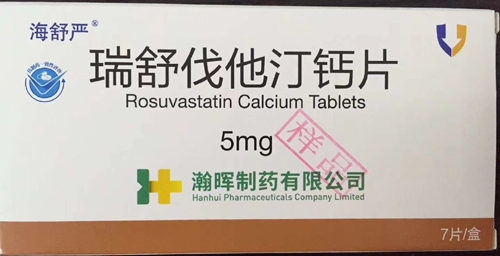 海舒严®
瑞舒伐他汀钙片
Rosuvastatin Calcium Tablets
5mg
样品
瀚晖制药有限公司
Hanhui Pharmaceuticals Company Limited
7片/盒